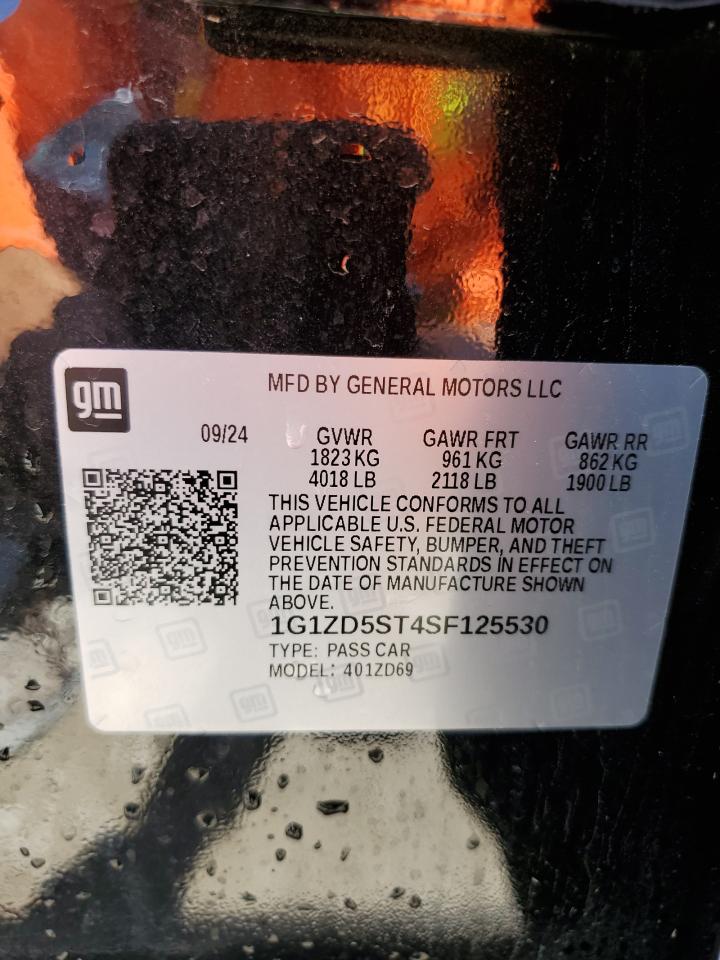 gm
MFD BY GENERAL MOTORS LLC
09/24
GVWR GAWR FRT GAWR RR
1823 KG 961 KG 862 KG
4018 LB 2118 LB 1900 LB
THIS VEHICLE CONFORMS TO ALL
APPLICABLE U.S. FEDERAL MOTOR
VEHICLE SAFETY, BUMPER, AND THEFT
PREVENTION STANDARDS IN EFFECT ON
THE DATE OF MANUFACTURE SHOWN
ABOVE.
1G1ZD5ST4SF125530
TYPE: PASS CAR
MODEL: 401ZD69